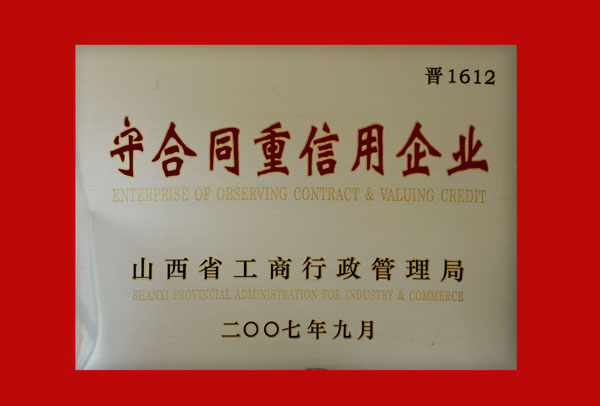 晋1612
守合同重信用企业
ENTERPRISE OF OBSERVING CONTRACT & VALUING CREDIT
山西省工商行政管理局
SHANXI PROVINCIAL ADMINISTRATION FOR INDUSTRY & COMMERCE
二〇〇七年九月